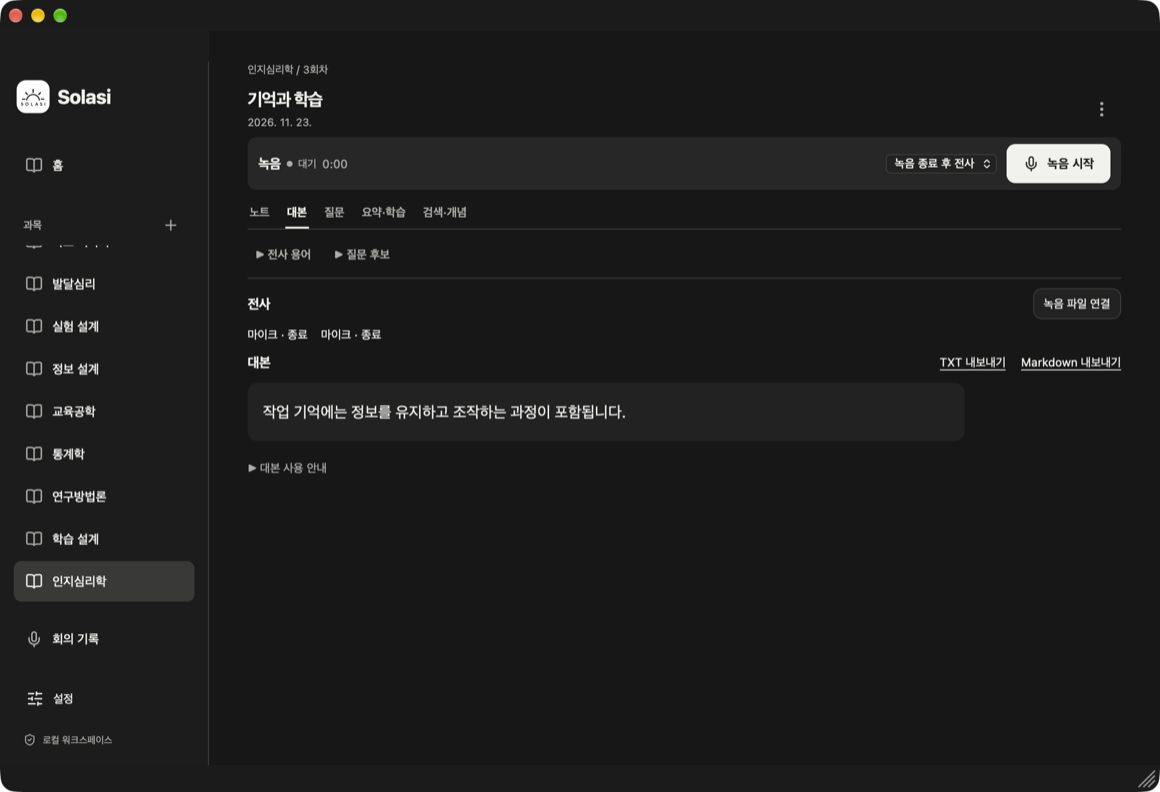 SOLASI
Solasi
홈
과목
발달심리
실험 설계
정보 설계
교육공학
통계학
연구방법론
학습 설계
인지심리학
회의 기록
설정
로컬 워크스페이스
인지심리학 / 3회차
기억과 학습
2026. 11. 23.
녹음 대기 0:00
녹음 종료 후 전사
녹음 시작
노트 대본 질문 요약·학습 검색·개념
▶ 전사 용어 ▶ 질문 후보
전사
녹음 파일 연결
마이크 · 종료 마이크 · 종료
대본
TXT 내보내기 Markdown 내보내기
작업 기억에는 정보를 유지하고 조작하는 과정이 포함됩니다.
▶ 대본 사용 안내